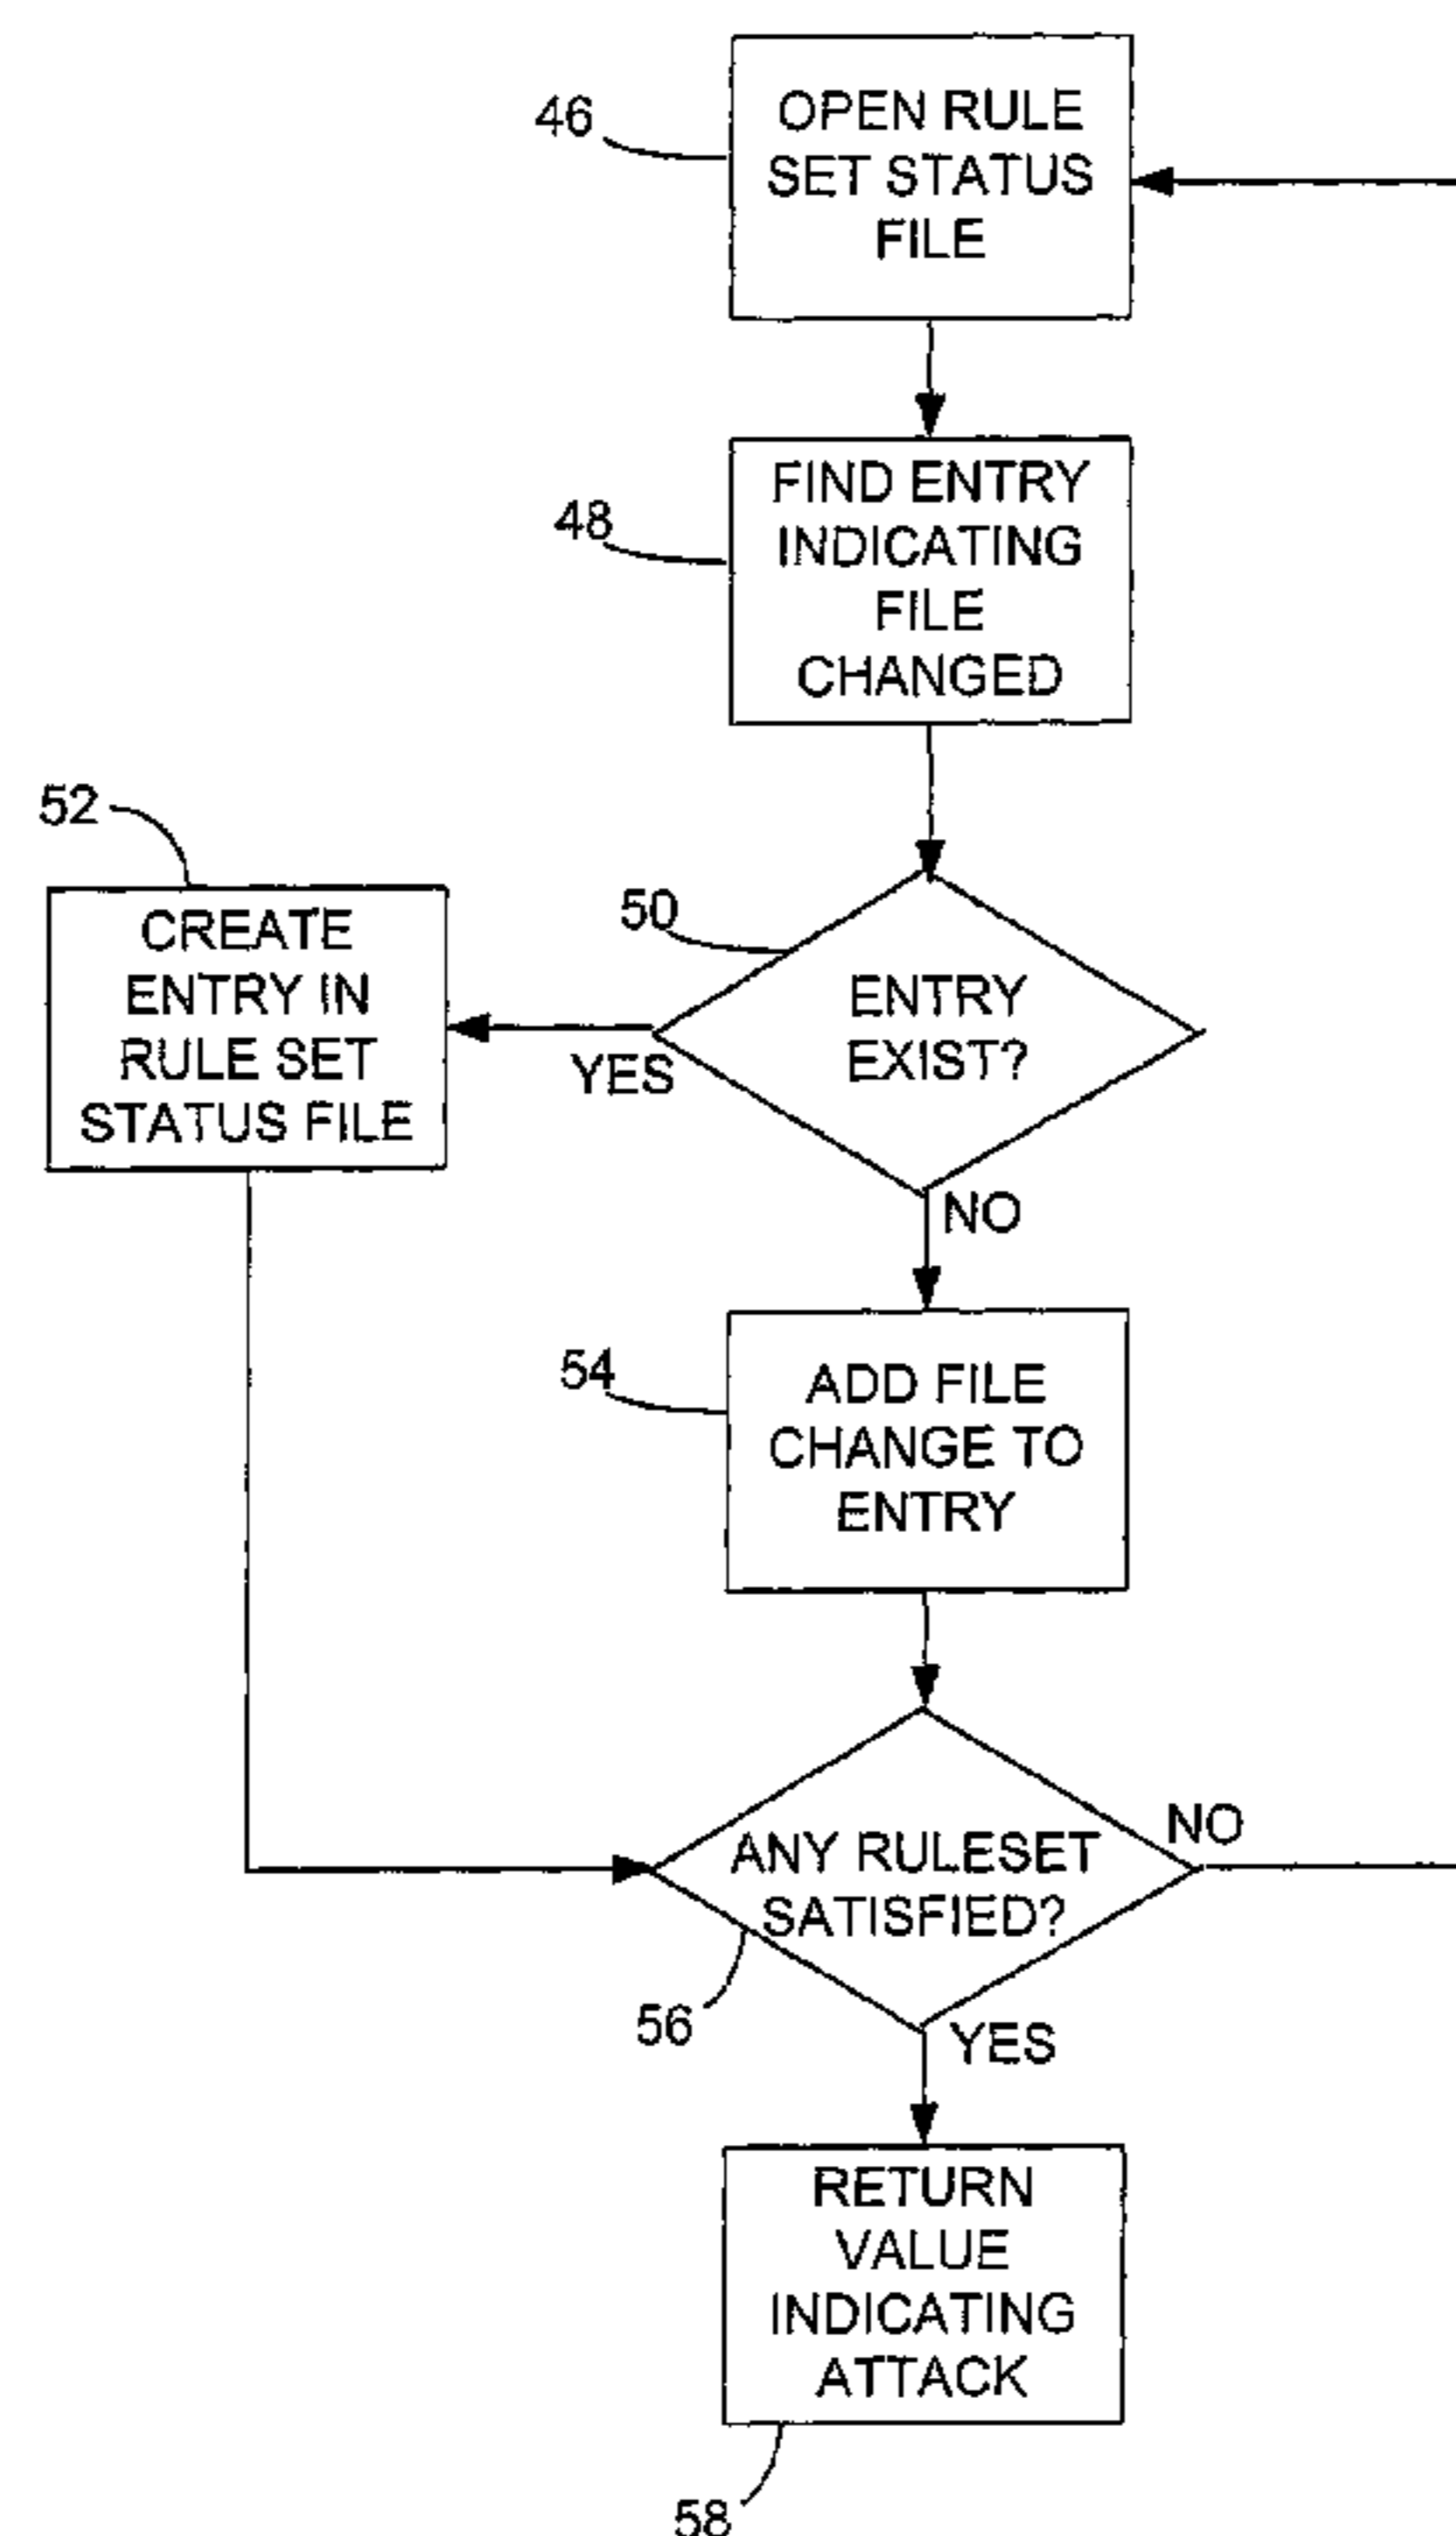 46
OPEN RULE
SET STATUS
FILE
48
FIND ENTRY
INDICATING
FILE
CHANGED
52
CREATE
ENTRY IN
RULE SET
STATUS FILE
50
ENTRY
EXIST?
YES
NO
54
ADD FILE
CHANGE TO
ENTRY
ANY RULESET
SATISFIED?
NO
56
YES
RETURN
VALUE
INDICATING
ATTACK
58